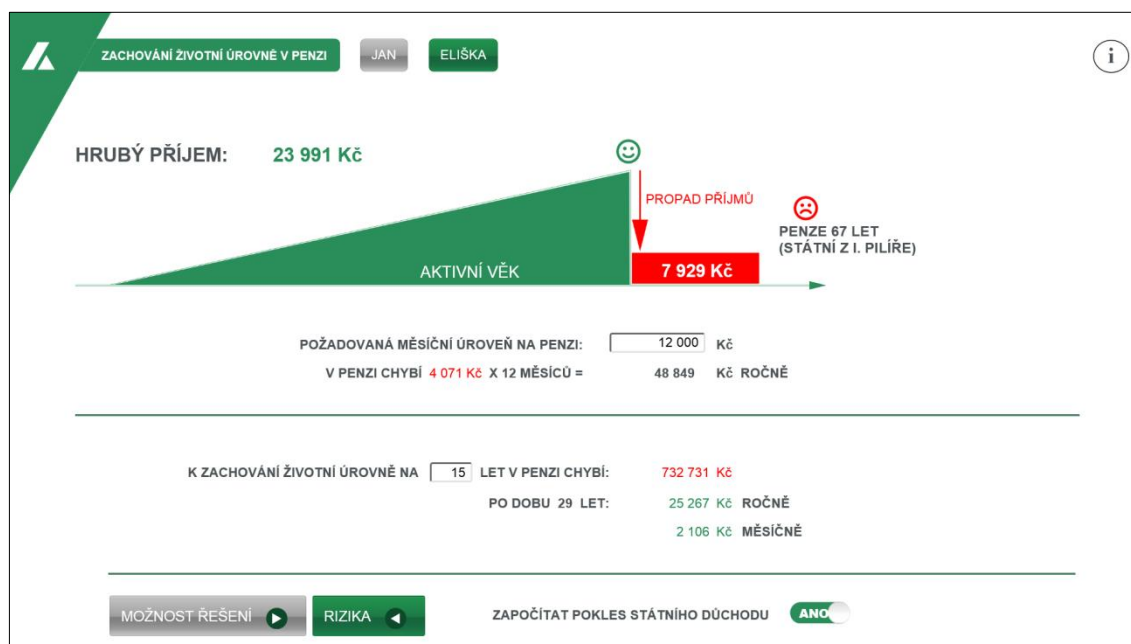 ZACHOVÁNÍ ŽIVOTNÍ ÚROVNĚ V PENZI JAN ELIŠKA i
HRUBÝ PŘÍJEM: 23 991 Kč
PROPAD PŘÍJMŮ
PENZE 67 LET
(STÁTNÍ Z I. PILÍŘE)
AKTIVNÍ VĚK 7 929 Kč
POŽADOVANÁ MĚSÍČNÍ ÚROVEŇ NA PENZI: 12 000 Kč
V PENZI CHYBÍ 4 071 Kč X 12 MĚSÍCŮ = 48 849 Kč ROČNĚ
K ZACHOVÁNÍ ŽIVOTNÍ ÚROVNĚ NA 15 LET V PENZI CHYBÍ: 732 731 Kč
PO DOBU 29 LET: 25 267 Kč ROČNĚ
2 106 Kč MĚSÍČNĚ
MOŽNOST ŘEŠENÍ RIZIKA ZAPOČÍTAT POKLES STÁTNÍHO DŮCHODU ANO